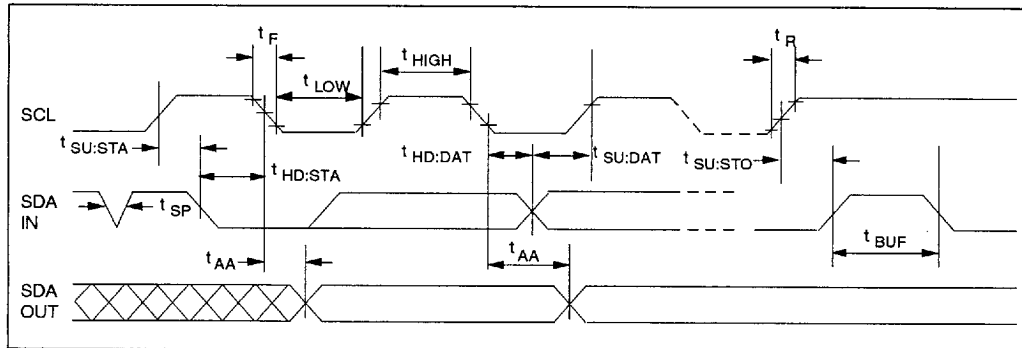 t F
t R
t HIGH
t LOW
SCL
t SU:STA
t HD:DAT
t SU:DAT
t SU:STO
t HD:STA
SDA
IN
t SP
t BUF
t AA
t AA
SDA
OUT